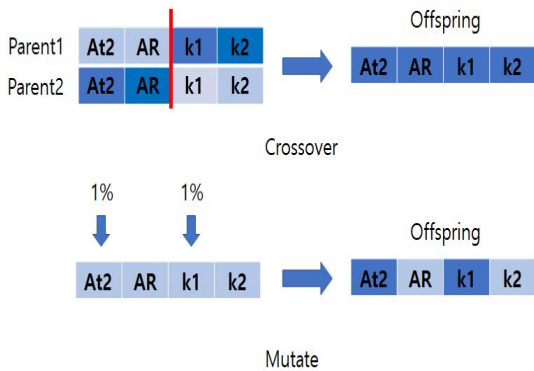 Offspring
Parent1 At2 AR k1 k2
Parent2 At2 AR k1 k2
At2 AR k1 k2
Crossover
1% 1%
Offspring
At2 AR k1 k2
At2 AR k1 k2
Mutate